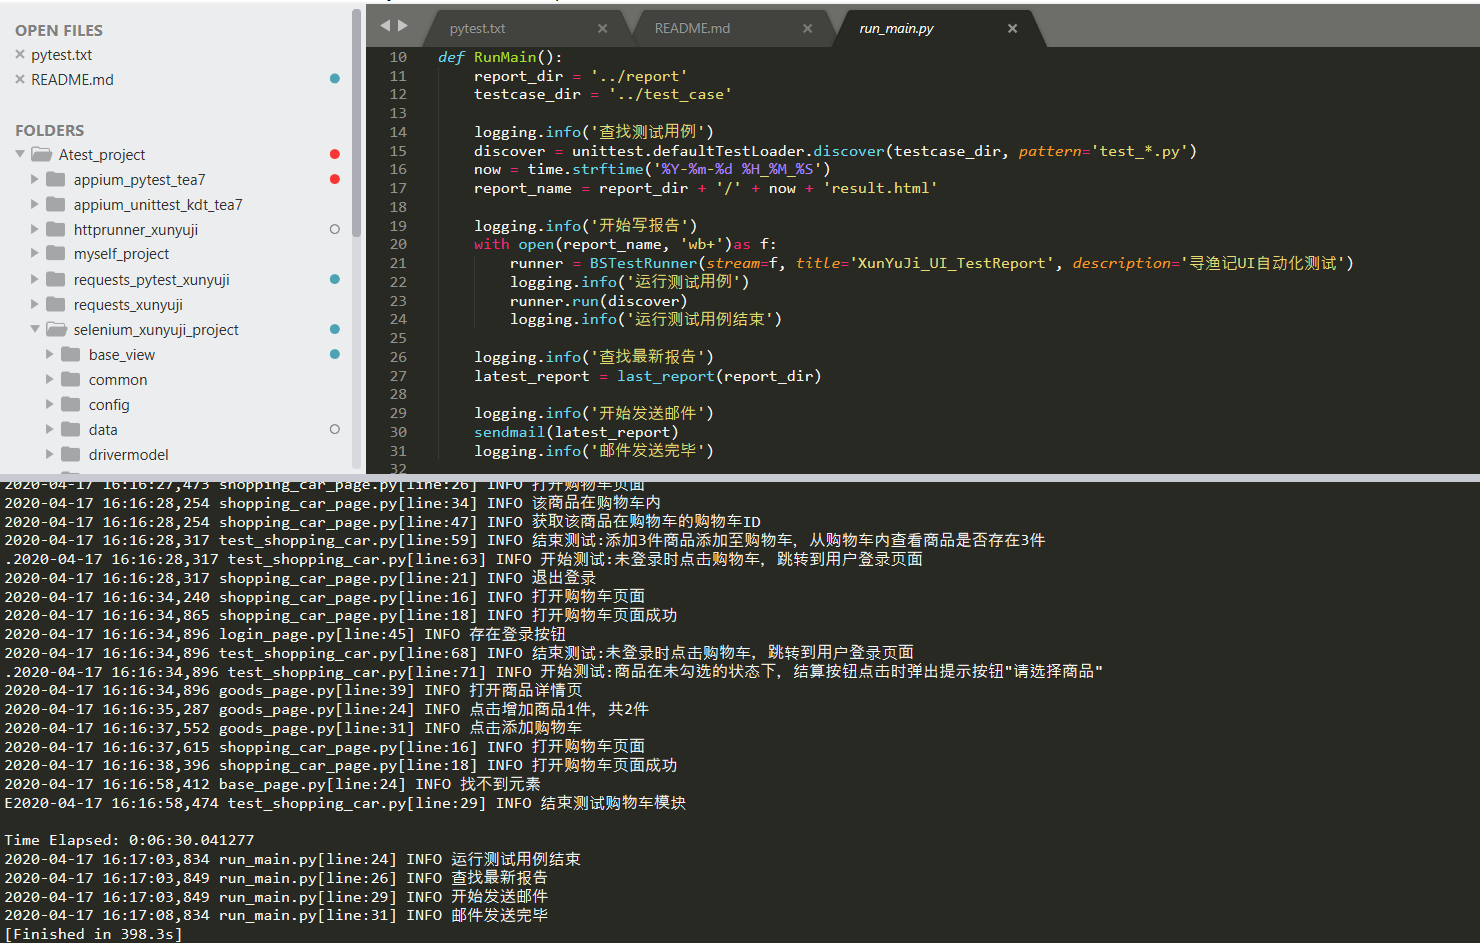 OPEN FILES
pytest.txt
README.md
FOLDERS
Atest_project
appium_pytest_tea7
appium_unittest_kdt_tea7
httprunner_xunyuji
myself_project
requests_pytest_xunyuji
requests_xunyuji
selenium_xunyuji_project
base_view
common
config
data
drivermodel
pytest.txt
README.md
run_main.py
10 def RunMain():
11 report_dir = '../report'
12 testcase_dir = '../test_case'
13
14 logging.info('查找测试用例')
15 discover = unittest.defaultTestLoader.discover(testcase_dir, pattern='test_*.py')
16 now = time.strftime('%Y-%m-%d %H_%M_%S')
17 report_name = report_dir + '/' + now + 'result.html'
18
19 logging.info('开始写报告')
20 with open(report_name, 'wb+')as f:
21 runner = BSTestRunner(stream=f, title='XunYuJi_UI_TestReport', description='寻渔记UI自动化测试')
22 logging.info('运行测试用例')
23 runner.run(discover)
24 logging.info('运行测试用例结束')
25
26 logging.info('查找最新报告')
27 latest_report = last_report(report_dir)
28
29 logging.info('开始发送邮件')
30 sendmail(latest_report)
31 logging.info('邮件发送完毕')
32
2020-04-17 16:16:27,473 shopping_car_page.py[line:26] INFO 打开购物车页面
2020-04-17 16:16:28,254 shopping_car_page.py[line:34] INFO 该商品在购物车内
2020-04-17 16:16:28,254 shopping_car_page.py[line:47] INFO 获取该商品在购物车的购物车ID
2020-04-17 16:16:28,317 test_shopping_car.py[line:59] INFO 结束测试:添加3件商品添加至购物车, 从购物车内查看商品是否存在3件
.2020-04-17 16:16:28,317 test_shopping_car.py[line:63] INFO 开始测试:未登录时点击购物车, 跳转到用户登录页面
2020-04-17 16:16:28,317 shopping_car_page.py[line:21] INFO 退出登录
2020-04-17 16:16:34,240 shopping_car_page.py[line:16] INFO 打开购物车页面
2020-04-17 16:16:34,865 shopping_car_page.py[line:18] INFO 打开购物车页面成功
2020-04-17 16:16:34,896 login_page.py[line:45] INFO 存在登录按钮
2020-04-17 16:16:34,896 test_shopping_car.py[line:68] INFO 结束测试:未登录时点击购物车, 跳转到用户登录页面
.2020-04-17 16:16:34,896 test_shopping_car.py[line:71] INFO 开始测试:商品在未勾选的状态下, 结算按钮点击时弹出提示按钮"请选择商品"
2020-04-17 16:16:34,896 goods_page.py[line:39] INFO 打开商品详情页
2020-04-17 16:16:35,287 goods_page.py[line:24] INFO 点击增加商品1件, 共2件
2020-04-17 16:16:37,552 goods_page.py[line:31] INFO 点击添加购物车
2020-04-17 16:16:37,615 shopping_car_page.py[line:16] INFO 打开购物车页面
2020-04-17 16:16:38,396 shopping_car_page.py[line:18] INFO 打开购物车页面成功
2020-04-17 16:16:58,412 base_page.py[line:24] INFO 找不到元素
E2020-04-17 16:16:58,474 test_shopping_car.py[line:29] INFO 结束测试购物车模块
Time Elapsed: 0:06:30.041277
2020-04-17 16:17:03,834 run_main.py[line:24] INFO 运行测试用例结束
2020-04-17 16:17:03,849 run_main.py[line:26] INFO 查找最新报告
2020-04-17 16:17:03,849 run_main.py[line:29] INFO 开始发送邮件
2020-04-17 16:17:08,834 run_main.py[line:31] INFO 邮件发送完毕
[Finished in 398.3s]